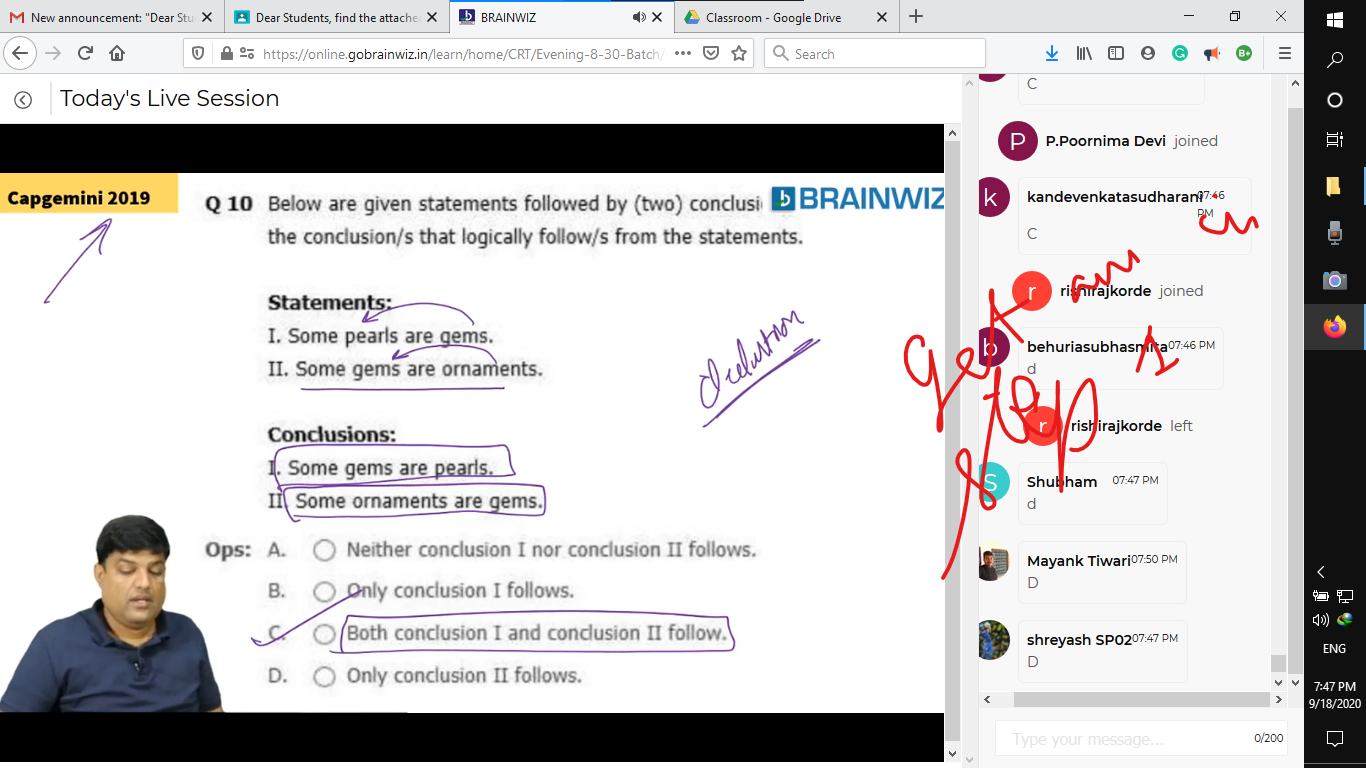 New announcement: "Dear Stu
Dear Students, find the attache
BRAINWIZ
Classroom - Google Drive
https://online.gobrainwiz.in/learn/home/CRT/Evening-8-30-Batch/
Search
Today's Live Session
Capgemini 2019
BRAINWIZ
Q 10 Below are given statements followed by (two) conclusi
the conclusion/s that logically follow/s from the statements.
Statements:
I. Some pearls are gems.
II. Some gems are ornaments.
Conclusions:
I. Some gems are pearls.
II. Some ornaments are gems.
Ops: A. Neither conclusion I nor conclusion II follows.
B. Only conclusion I follows.
C. Both conclusion I and conclusion II follow.
D. Only conclusion II follows.
C
P P.Poornima Devi joined
k kandevenkatasudharani 07:46 PM
C
r rishirajkorde joined
b behuriasubhasmita 07:46 PM
d
r rishirajkorde left
S Shubham 07:47 PM
d
Mayank Tiwari 07:50 PM
D
shreyash SP02 07:47 PM
D
Type your message...
0/200
ENG
7:47 PM
9/18/2020